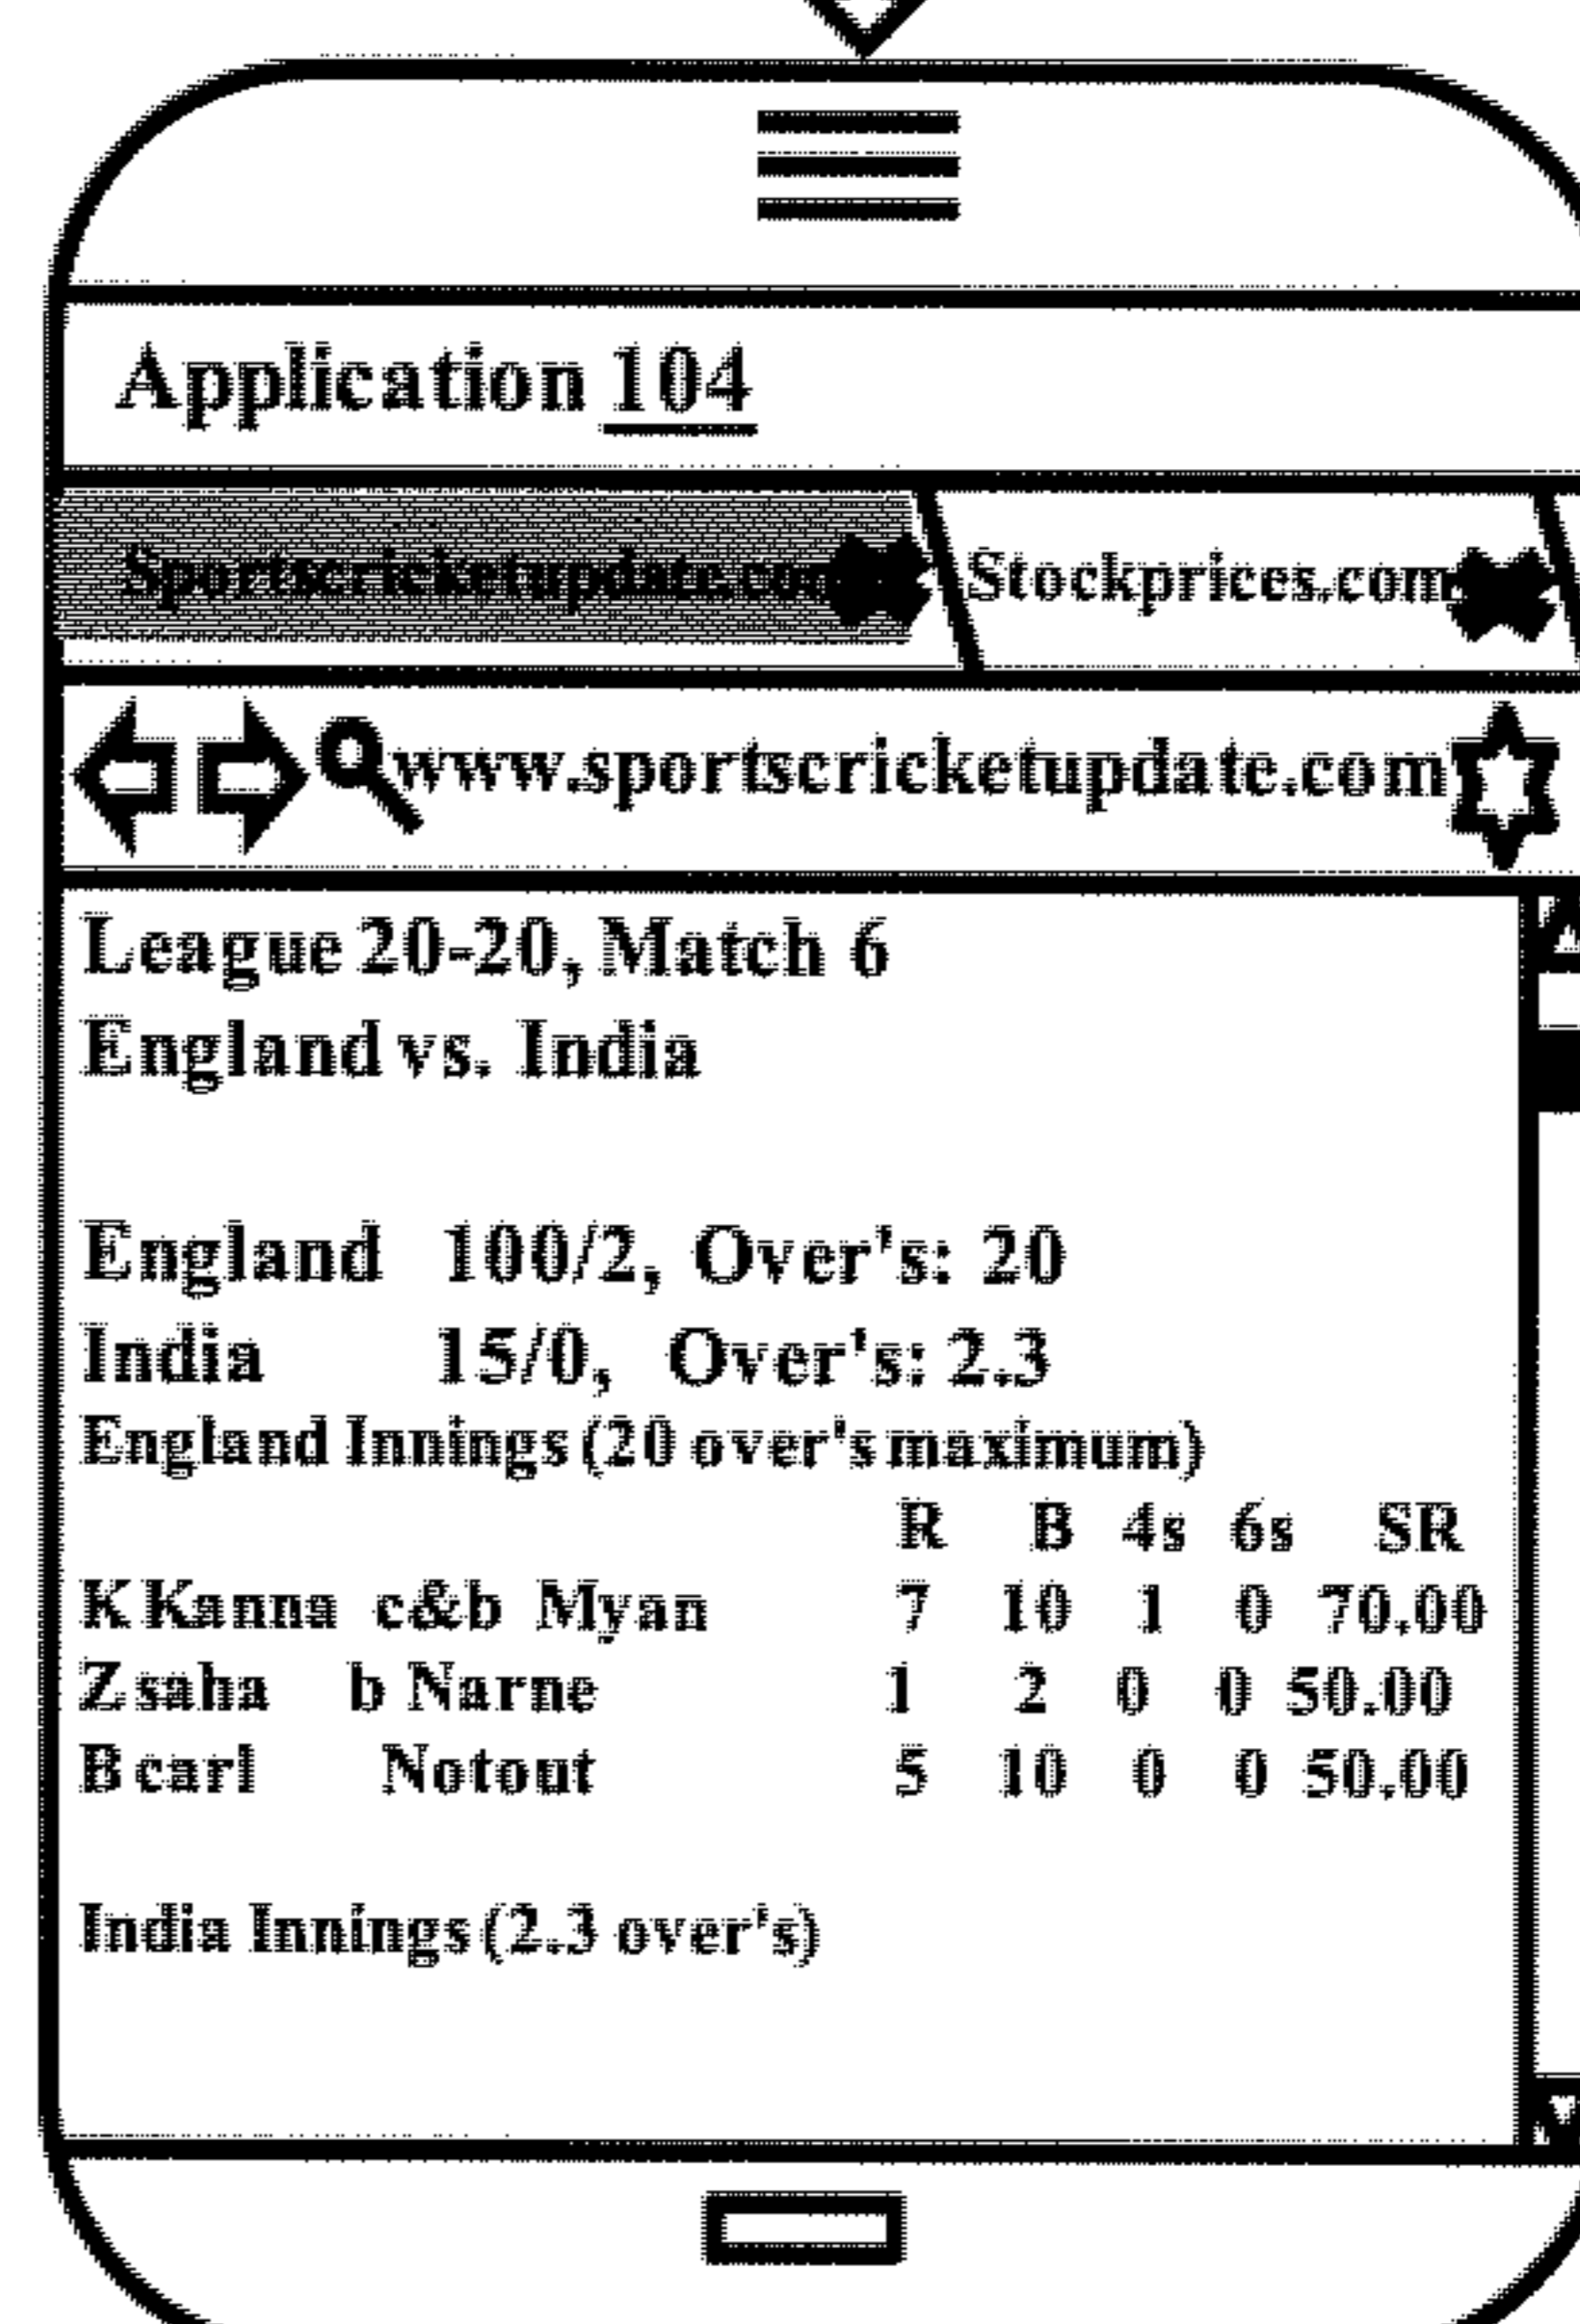 Application 104
Sportscricketupdate.com Stockprices.com
www.sportscricketupdate.com
League 20-20, Match 6
England vs. India
England 100/2, Over's: 20
India 15/0, Over's: 2.3
England Innings (20 over's maximum)
R B 4s 6s SR
K Kanna c&b Myan 7 10 1 0 70.00
Z saha b Narne 1 2 0 0 50.00
B carl Notout 5 10 0 0 50.00
India Innings (2.3 over's)